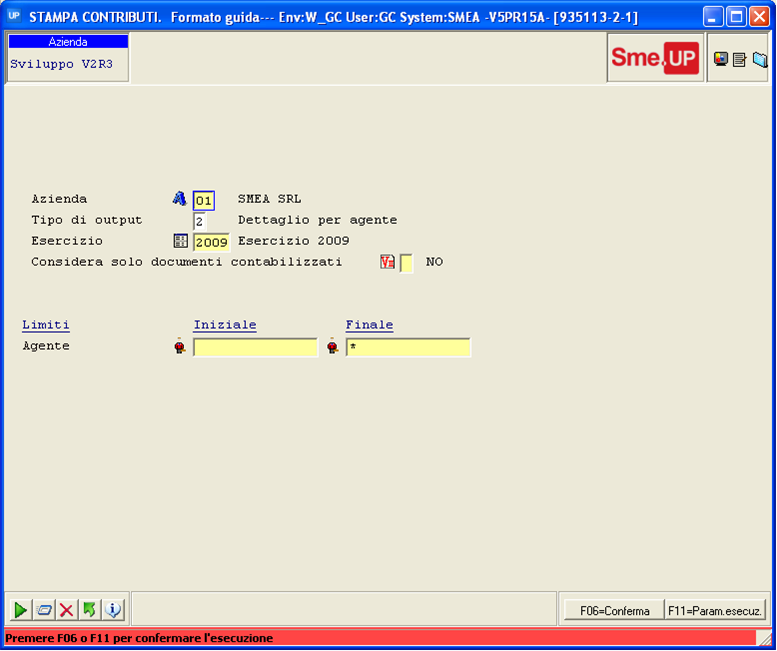 UP STAMPA CONTRIBUTI. Formato guida--- Env:W_GC User:GC System:SMEA -V5PR15A- [935113-2-1]
Azienda
Sviluppo V2R3
Sme.UP
Azienda 01 SMEA SRL
Tipo di output 2 Dettaglio per agente
Esercizio 2009 Esercizio 2009
Considera solo documenti contabilizzati NO
Limiti Iniziale Finale
Agente *
F06=Conferma F11=Param.esecuz.
Premere F06 o F11 per confermare l'esecuzione